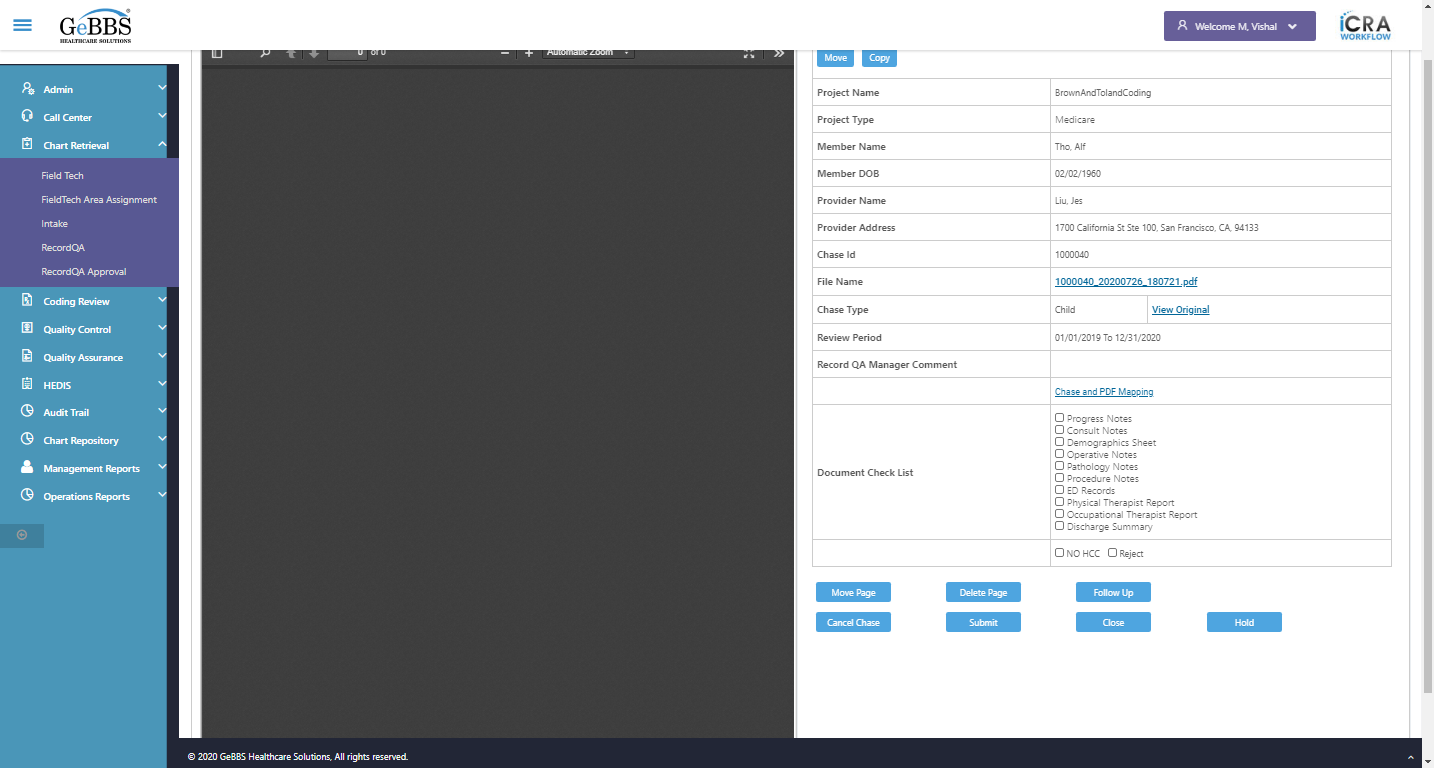 GeBBS
HEALTHCARE SOLUTIONS
Welcome M, Vishal
iCRA
WORKFLOW
Admin
Call Center
Chart Retrieval
Field Tech
FieldTech Area Assignment
Intake
RecordQA
RecordQA Approval
Coding Review
Quality Control
Quality Assurance
HEDIS
Audit Trail
Chart Repository
Management Reports
Operations Reports
0 of 0
Automatic Zoom
Move Copy
Project Name BrownAndTolandCoding
Project Type Medicare
Member Name Tho, Alf
Member DOB 02/02/1960
Provider Name Liu, Jes
Provider Address 1700 California St Ste 100, San Francisco, CA, 94133
Chase Id 1000040
File Name 1000040_20200726_180721.pdf
Chase Type Child View Original
Review Period 01/01/2019 To 12/31/2020
Record QA Manager Comment
Chase and PDF Mapping
Document Check List
Progress Notes
Consult Notes
Demographics Sheet
Operative Notes
Pathology Notes
Procedure Notes
ED Records
Physical Therapist Report
Occupational Therapist Report
Discharge Summary
NO HCC Reject
Move Page Delete Page Follow Up
Cancel Chase Submit Close Hold
© 2020 GeBBS Healthcare Solutions, All rights reserved.